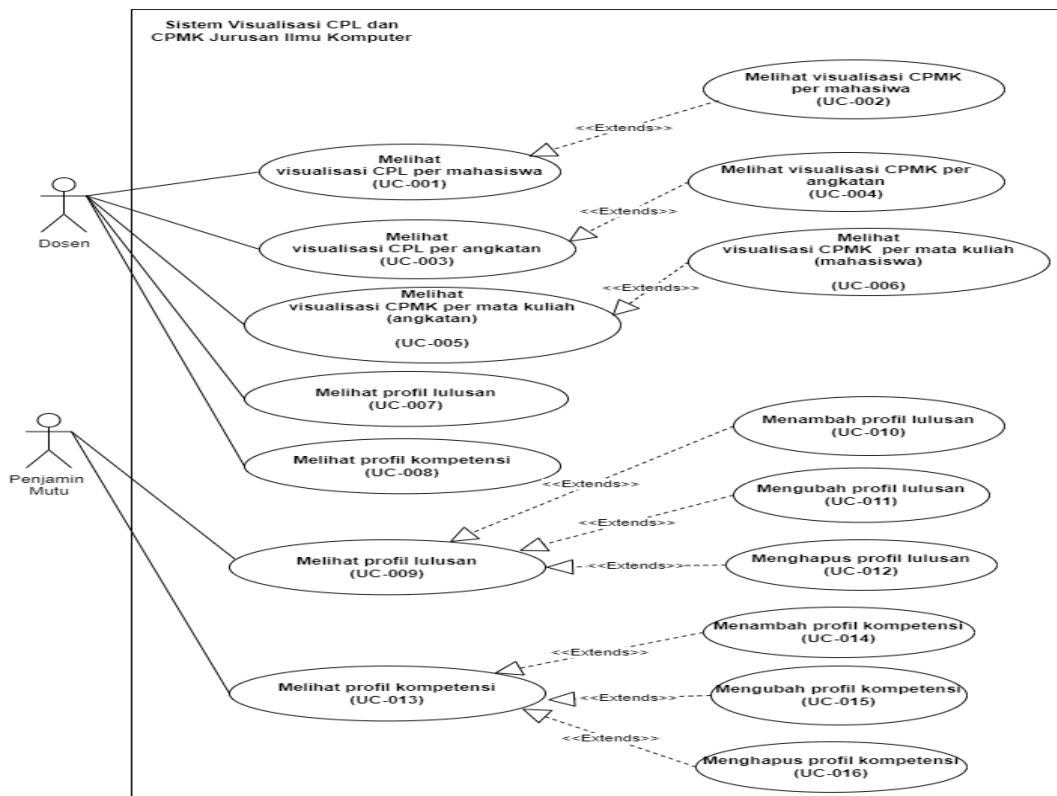 Sistem Visualisasi CPL dan
CPMK Jurusan Ilmu Komputer
Melihat visualisasi CPMK
per mahasiwa
(UC-002)
<<Extends>>
Melihat
visualisasi CPL per mahasiswa
(UC-001)
Melihat visualisasi CPMK per
angkatan
(UC-004)
<<Extends>>
Dosen
Melihat
visualisasi CPL per angkatan
(UC-003)
Melihat
visualisasi CPMK per mata kuliah
(mahasiswa)
(UC-006)
<<Extends>>
Melihat
visualisasi CPMK per mata kuliah
(angkatan)
(UC-005)
Melihat profil lulusan
(UC-007)
Menambah profil lulusan
(UC-010)
Melihat profil kompetensi
(UC-008)
<<Extends>>
Penjamin
Mutu
Mengubah profil lulusan
(UC-011)
<<Extends>>
Melihat profil lulusan
(UC-009)
<<Extends>>
Menghapus profil lulusan
(UC-012)
Menambah profil kompetensi
(UC-014)
<<Extends>>
Melihat profil kompetensi
(UC-013)
<<Extends>>
Mengubah profil kompetensi
(UC-015)
<<Extends>>
Menghapus profil kompetensi
(UC-016)